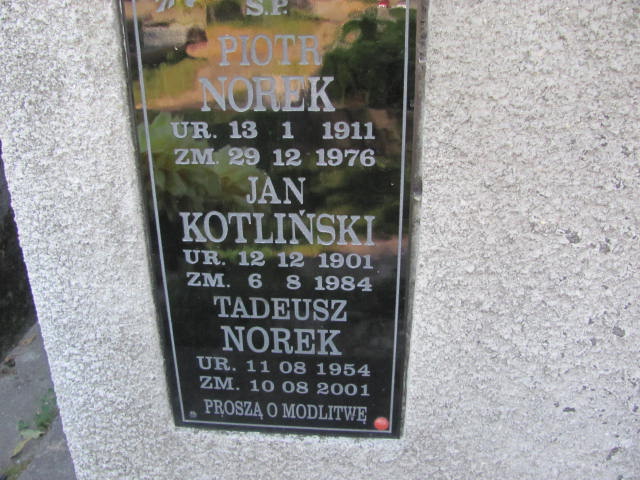 Ś.P.
PIOTR
NOREK
UR. 13 1 1911
ZM. 29 12 1976
JAN
KOTLIŃSKI
UR. 12 12 1901
ZM. 6 8 1984
TADEUSZ
NOREK
UR. 11 08 1954
ZM. 10 08 2001
PROSZĄ O MODLITWĘ